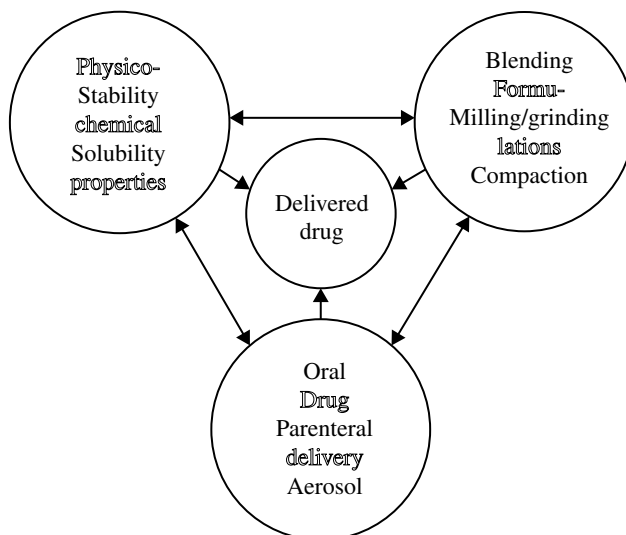 Physico-
Stability
chemical
Solubility
properties
Blending
Formu-
Milling/grinding
lations
Compaction
Delivered
drug
Oral
Drug
Parenteral
delivery
Aerosol